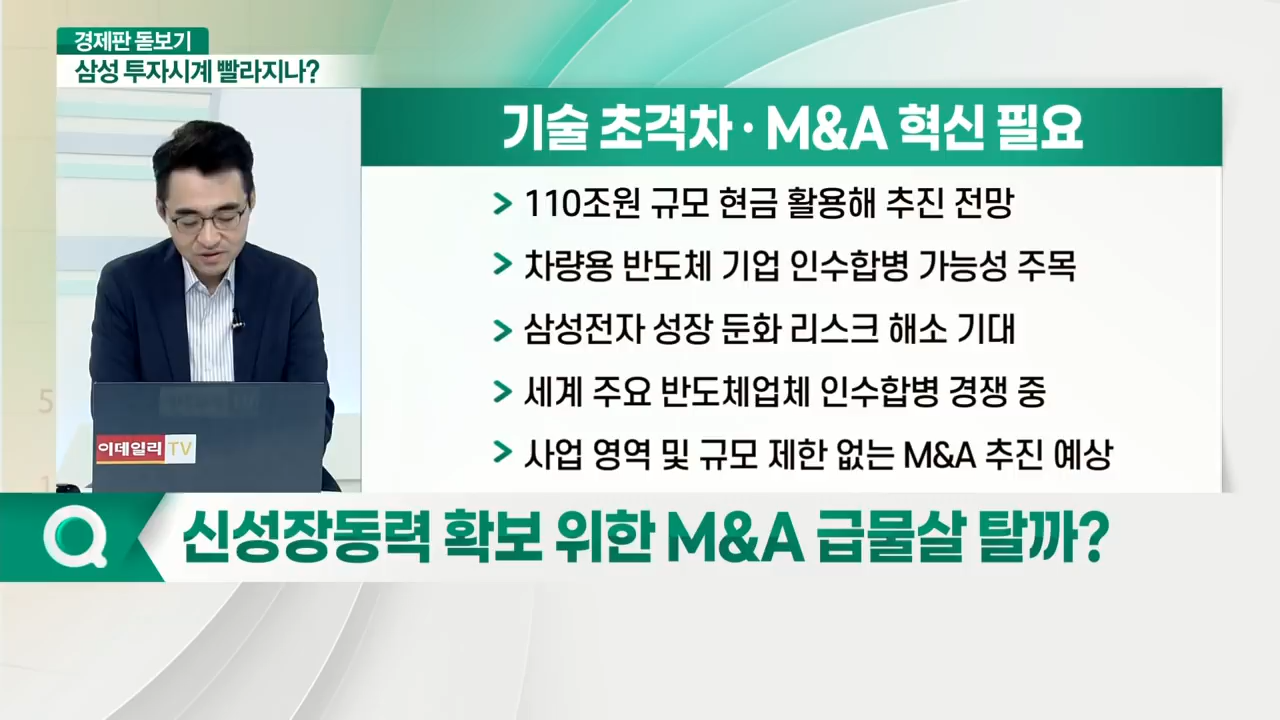 경제판 돋보기
삼성 투자시계 빨라지나?
기술 초격차·M&A 혁신 필요
110조원 규모 현금 활용해 추진 전망
차량용 반도체 기업 인수합병 가능성 주목
삼성전자 성장 둔화 리스크 해소 기대
세계 주요 반도체업체 인수합병 경쟁 중
사업 영역 및 규모 제한 없는 M&A 추진 예상
5
1
이데일리 TV
Q 신성장동력 확보 위한 M&A 급물살 탈까?